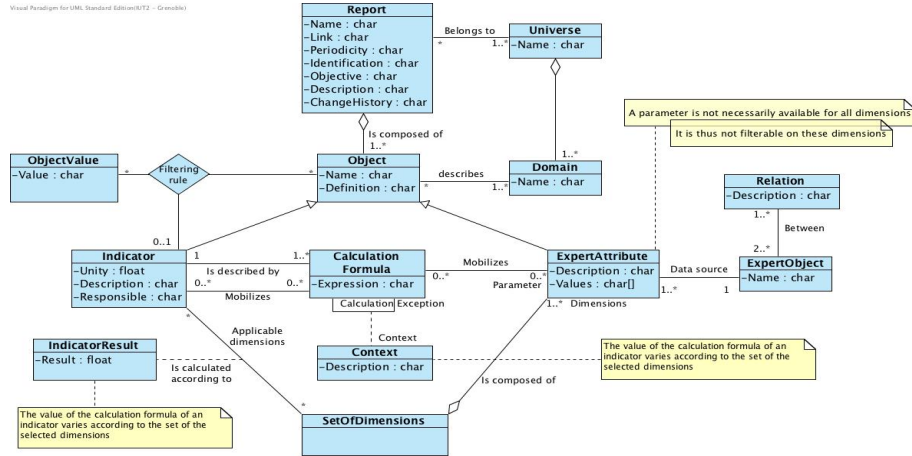 Visual Paradigm for UML Standard Edition(IUT2 - Grenoble)
Report
-Name : char
-Link : char
-Periodicity : char
-Identification : char
-Objective : char
-Description : char
-ChangeHistory : char
Belongs to
*
1..*
Universe
-Name : char
A parameter is not necessarily available for all dimensions
It is thus not filterable on these dimensions
Is composed of
1..*
1..*
ObjectValue
-Value : char
*
Filtering
rule
*
Object
-Name : char
-Definition : char
describes
*
1..*
Domain
-Name : char
Relation
-Description : char
1..*
Between
2..*
0..1
Indicator
-Unity : float
-Description : char
-Responsible : char
1
1..*
Is described by
0..*
0..*
Mobilizes
Calculation
Formula
-Expression : char
Calculation Exception
Mobilizes
0..*
0..*
Parameter
ExpertAttribute
-Description : char
-Values : char[]
Data source
1..*
1
ExpertObject
-Name : char
1..*
Dimensions
*
Applicable
dimensions
Context
Context
-Description : char
The value of the calculation formula of an
indicator varies according to the set of the
selected dimensions
IndicatorResult
-Result : float
Is calculated
according to
Is composed of
*
The value of the calculation formula of an
indicator varies according to the set of the
selected dimensions
SetOfDimensions